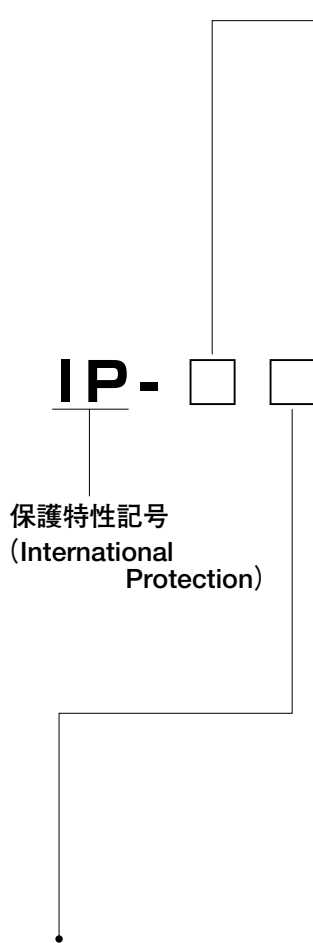 IP-□ □
保護特性記号
（International
Protection）